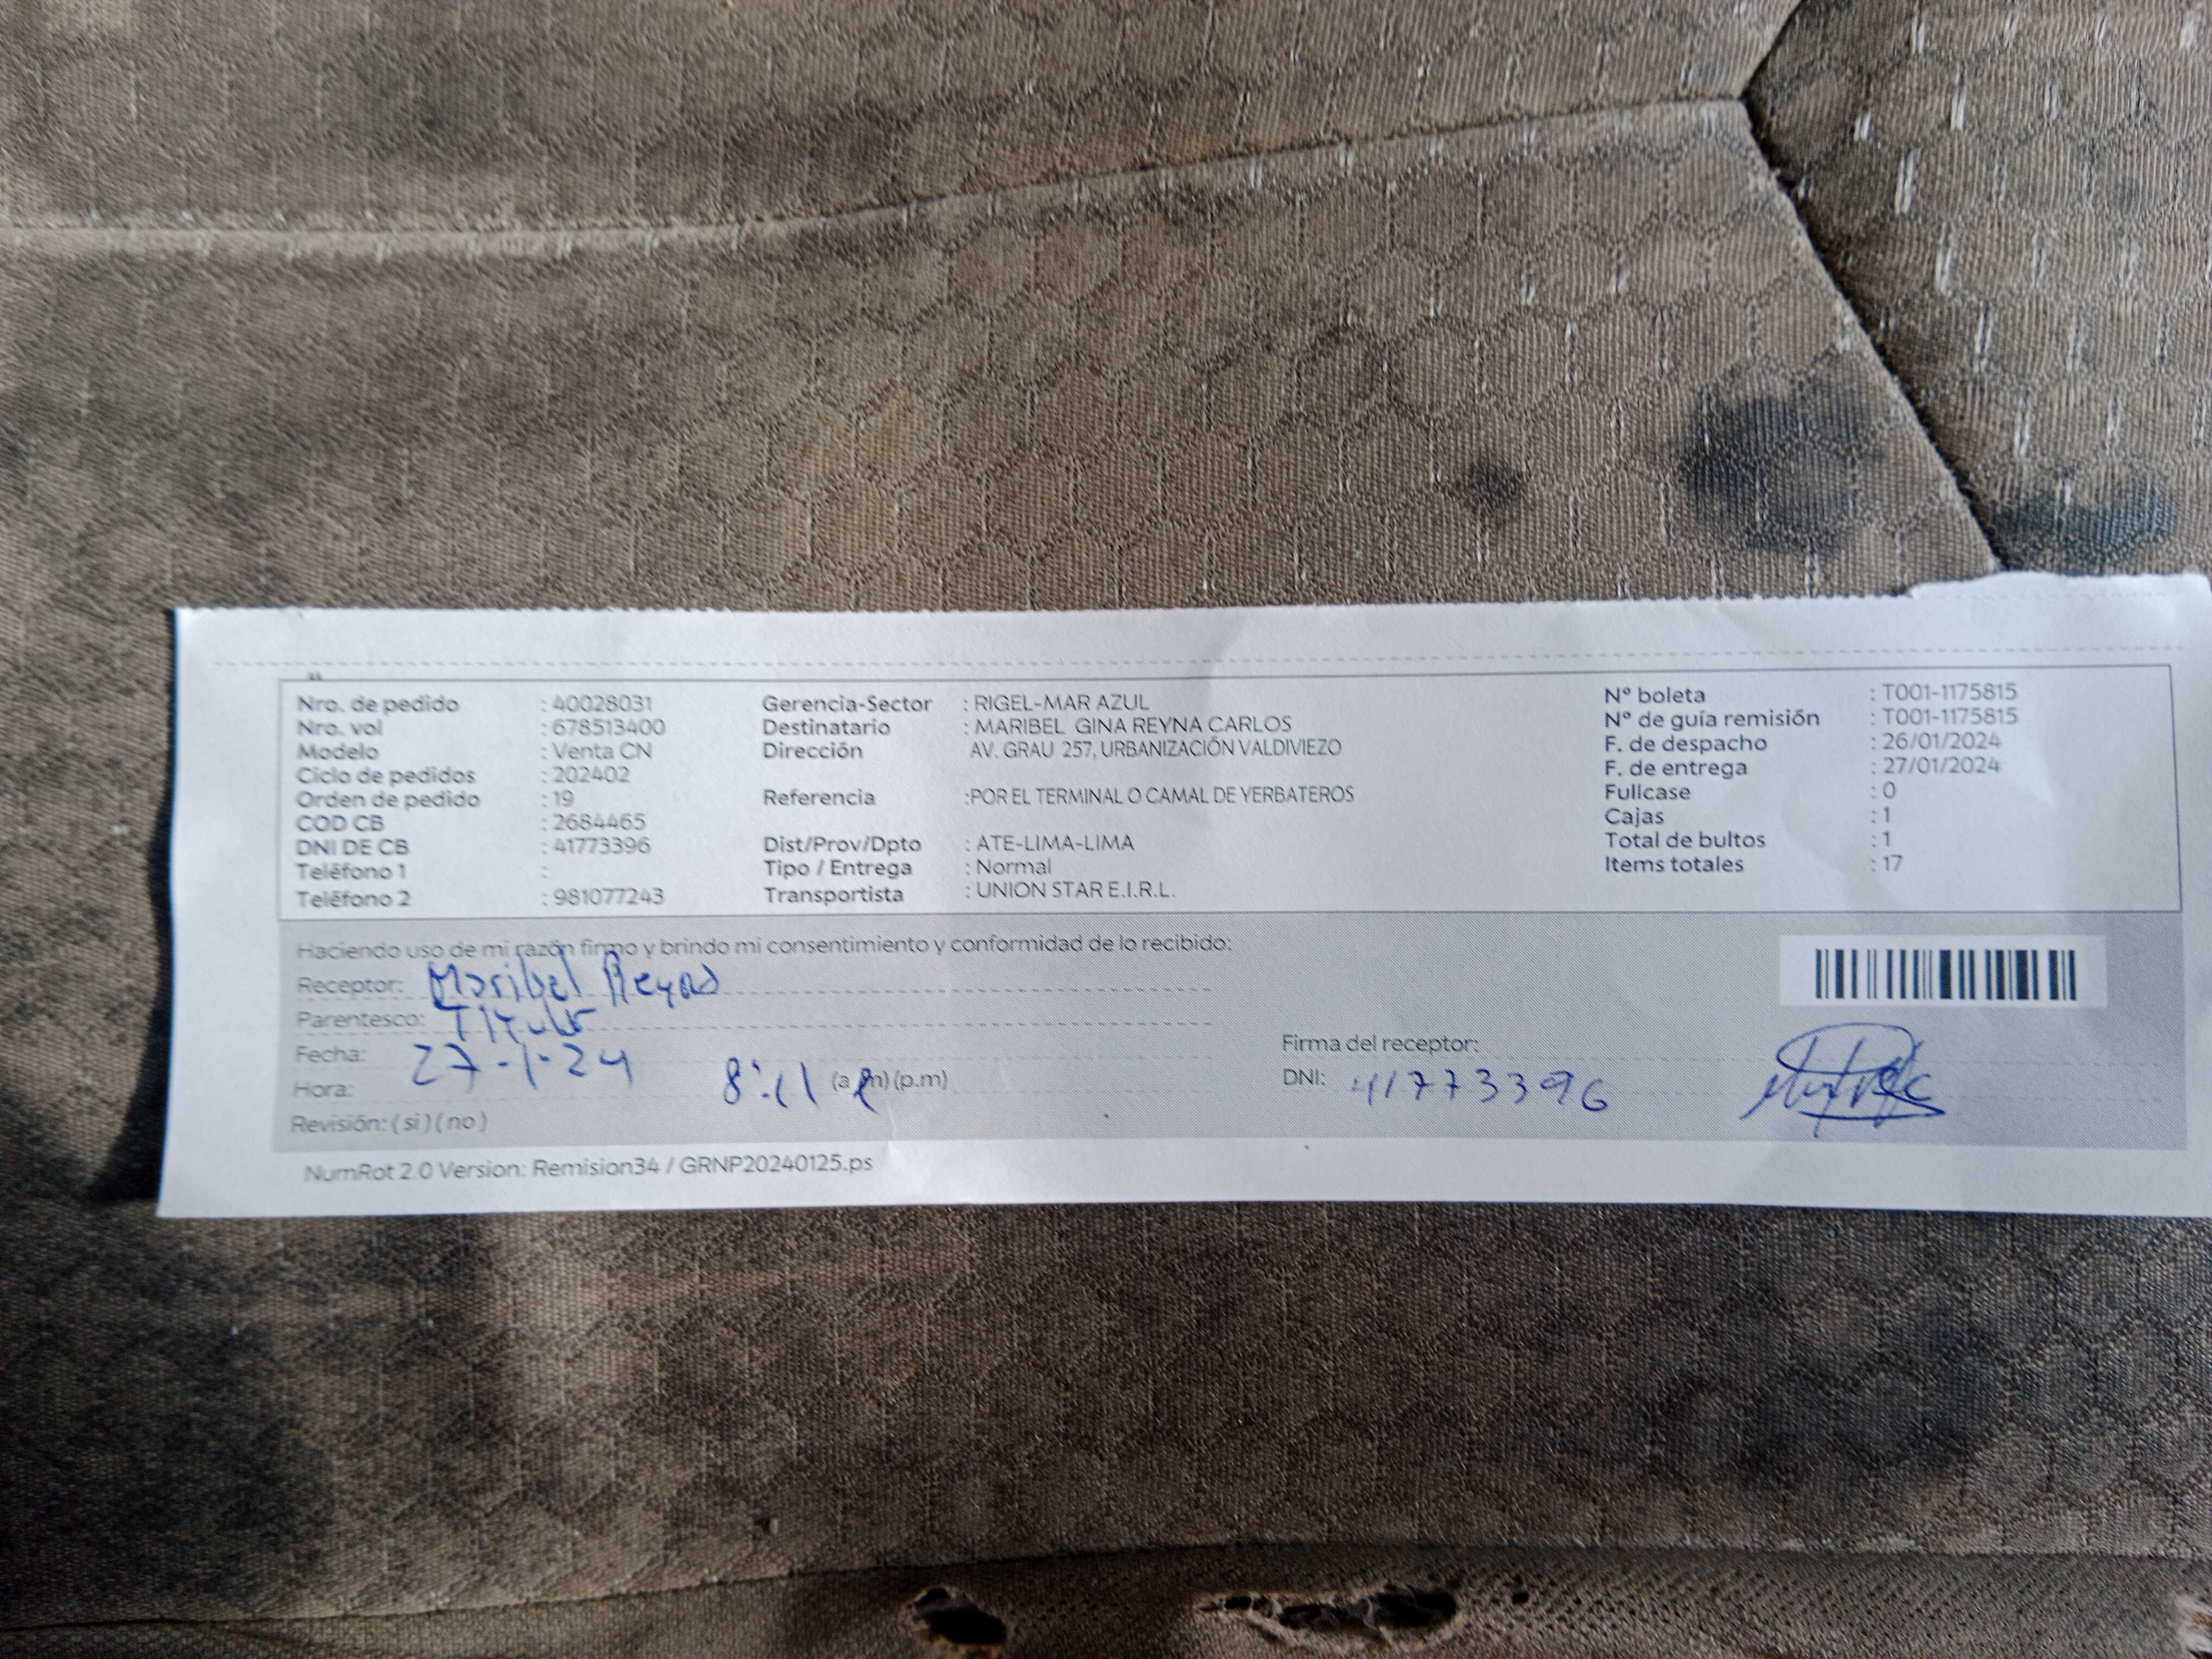 Nro. de pedido : 40028031
Nro. vol : 678513400
Modelo : Venta CN
Ciclo de pedidos : 202402
Orden de pedido : 19
COD CB : 2684465
DNI DE CB : 41773396
Teléfono 1 :
Teléfono 2 : 981077243
Gerencia-Sector : RIGEL-MAR AZUL
Destinatario : MARIBEL GINA REYNA CARLOS
Dirección AV. GRAU 257, URBANIZACIÓN VALDIVIEZO
Referencia :POR EL TERMINAL O CAMAL DE YERBATEROS
Dist/Prov/Dpto : ATE-LIMA-LIMA
Tipo / Entrega : Normal
Transportista : UNION STAR E.I.R.L.
Nº boleta : T001-1175815
Nº de guía remisión : T001-1175815
F. de despacho : 26/01/2024
F. de entrega : 27/01/2024
Fullcase : 0
Cajas : 1
Total de bultos : 1
Items totales : 17
Haciendo uso de mi razón firmo y brindo mi consentimiento y conformidad de lo recibido:
Receptor: Maribel Reyna
Parentesco: Titular
Fecha: 27-1-24
Hora: 8:11 (a.m) (p.m)
Revisión: ( si ) ( no )
Firma del receptor:
DNI: 41773396
NumRot 2.0 Version: Remision34 / GRNP20240125.ps